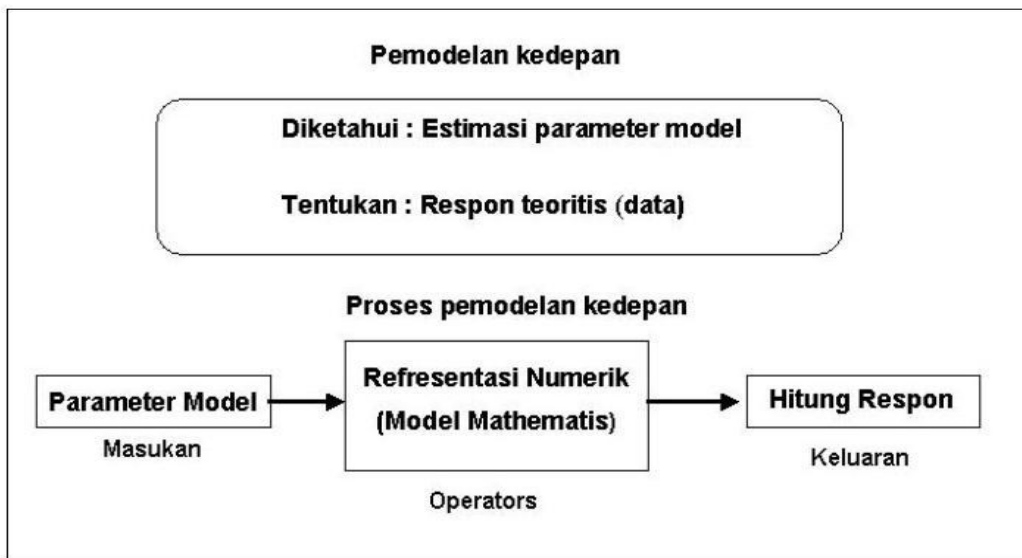 Pemodelan kedepan
Diketahui : Estimasi parameter model
Tentukan : Respon teoritis (data)
Proses pemodelan kedepan
Parameter Model
Masukan
Refresentasi Numerik
(Model Mathematis)
Operators
Hitung Respon
Keluaran